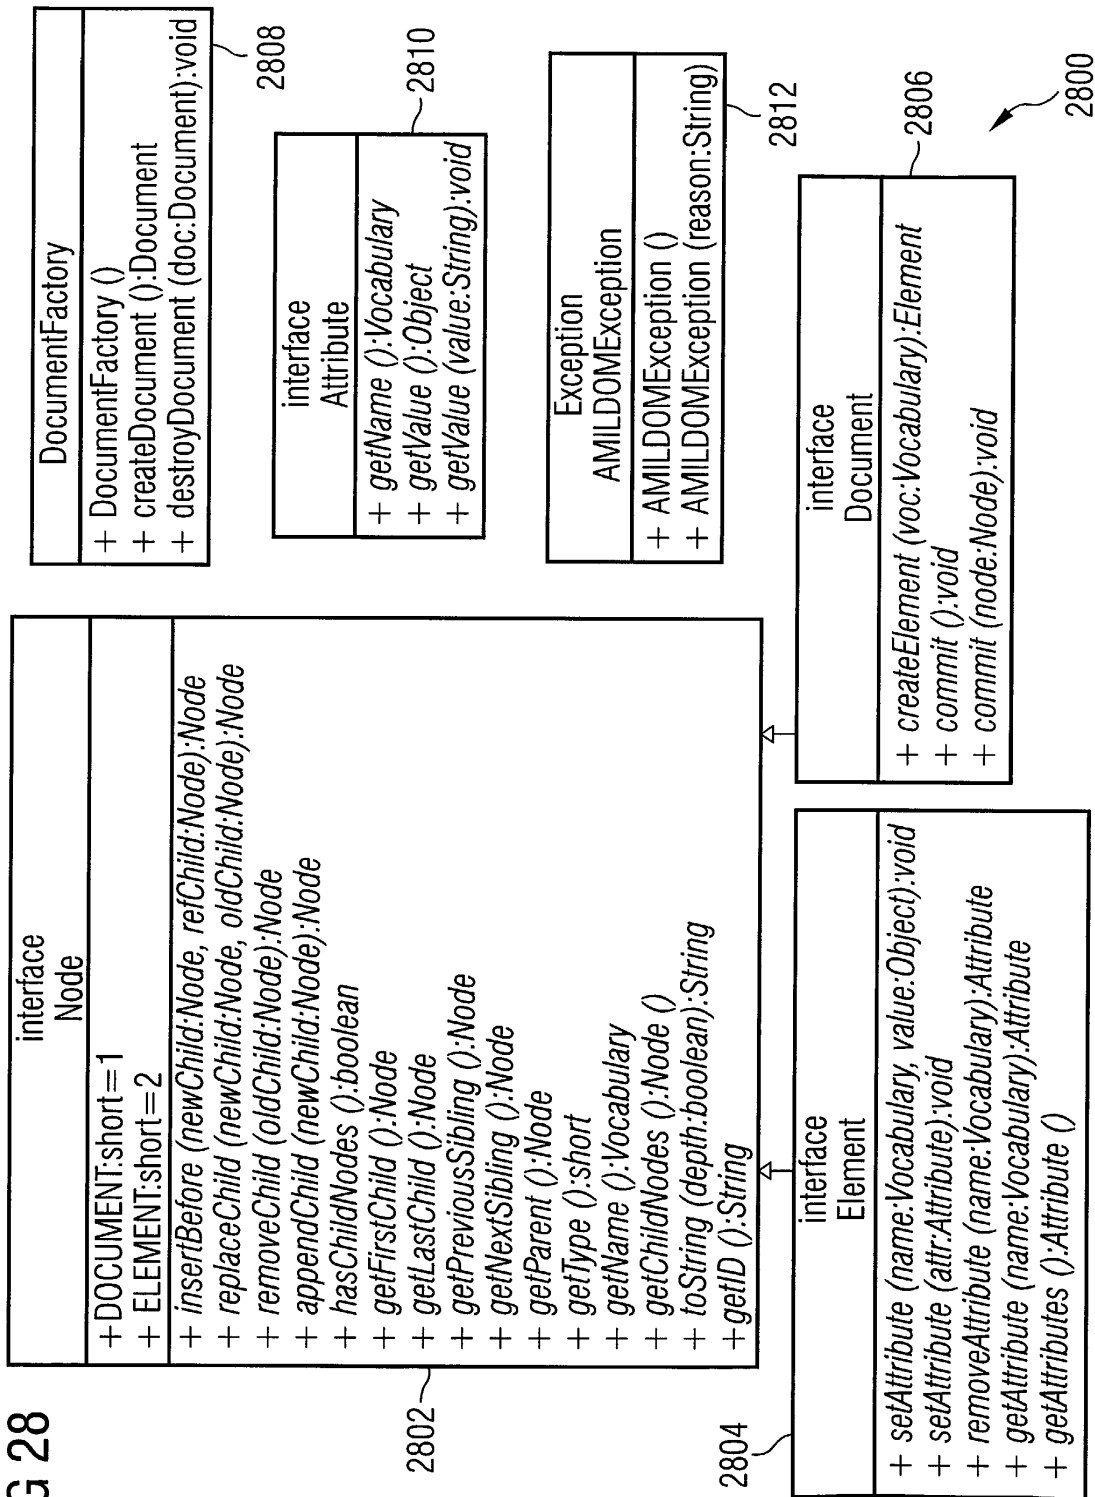 G 28
interface
Node
+DOCUMENT:short=1
+ ELEMENT:short=2
+ insertBefore (newChild:Node, refChild:Node):Node
+ replaceChild (newChild:Node, oldChild:Node):Node
+ removeChild (oldChild:Node):Node
+ appendChild (newChild:Node):Node
+ hasChildNodes ():boolean
+ getFirstChild ():Node
+ getLastChild ():Node
+ getPreviousSibling ():Node
+ getNextSibling ():Node
+ getParent ():Node
+ getType ():short
+ getName ():Vocabulary
+ getChildNodes ():Node ()
+ toString (depth:boolean):String
+getID ():String
2802
DocumentFactory
+ DocumentFactory ()
+ createDocument ():Document
+ destroyDocument (doc:Document):void
2808
interface
Attribute
+ getName ():Vocabulary
+ getValue ():Object
+ getValue (value:String):void
2810
Exception
AMILDOMException
+ AMILDOMException ()
+ AMILDOMException (reason:String)
2812
2804
interface
Element
+ setAttribute (name:Vocabulary, value:Object):void
+ setAttribute (attr:Attribute):void
+ removeAttribute (name:Vocabulary):Attribute
+ getAttribute (name:Vocabulary):Attribute
+ getAttributes ():Attribute ()
interface
Document
+ createElement (voc:Vocabulary):Element
+ commit ():void
+ commit (node:Node):void
2806
2800